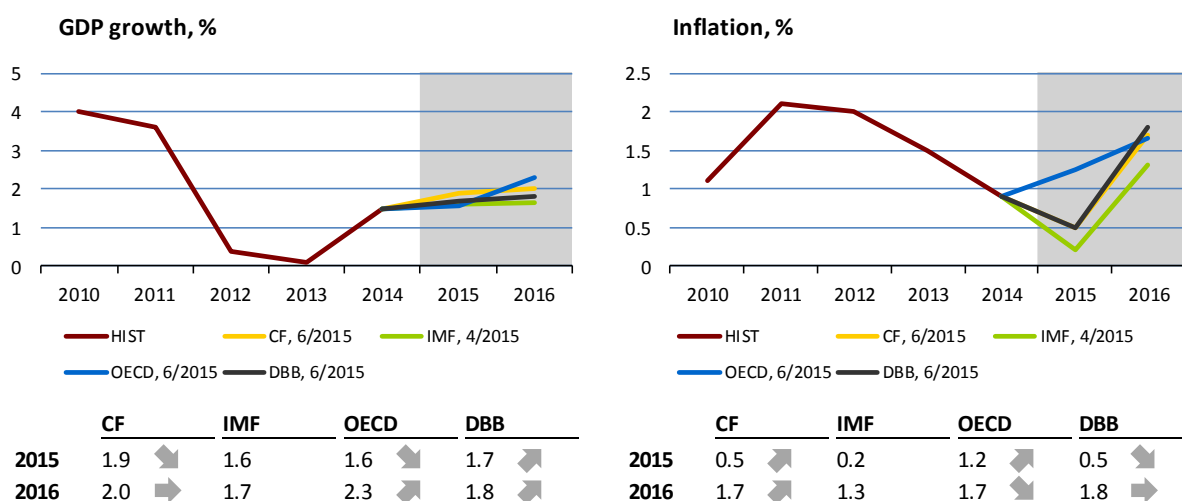 GDP growth, %
5
4
3
2
1
0
2010 2011 2012 2013 2014 2015 2016
HIST CF, 6/2015 IMF, 4/2015
OECD, 6/2015 DBB, 6/2015
CF IMF OECD DBB
2015 1.9 1.6 1.6 1.7
2016 2.0 1.7 2.3 1.8
Inflation, %
2.5
2
1.5
1
0.5
0
2010 2011 2012 2013 2014 2015 2016
HIST CF, 6/2015 IMF, 4/2015
OECD, 6/2015 DBB, 6/2015
CF IMF OECD DBB
2015 0.5 0.2 1.2 0.5
2016 1.7 1.3 1.7 1.8